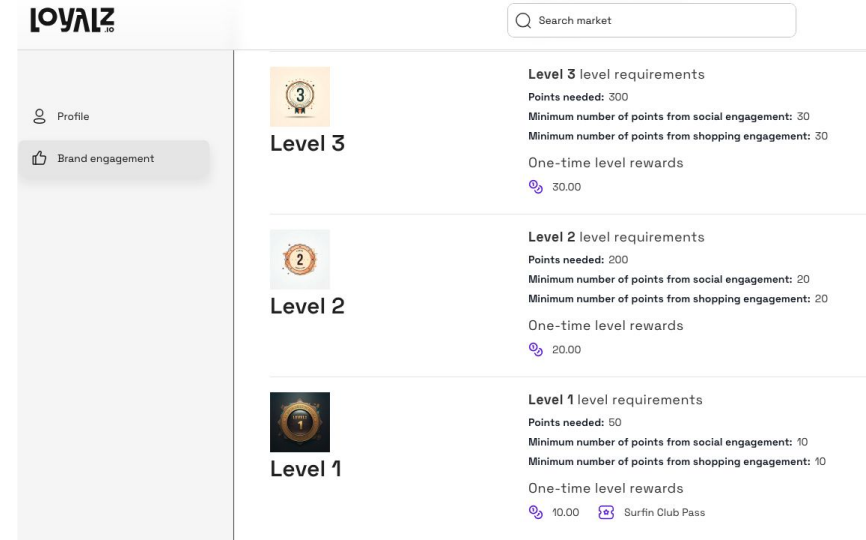 LOYALZ
.IO
Search market
Profile
Brand engagement
3
Level 3
Level 3 level requirements
Points needed: 300
Minimum number of points from social engagement: 30
Minimum number of points from shopping engagement: 30
One-time level rewards
30.00
2
Level 2
Level 2 level requirements
Points needed: 200
Minimum number of points from social engagement: 20
Minimum number of points from shopping engagement: 20
One-time level rewards
20.00
1
Level 1
Level 1 level requirements
Points needed: 50
Minimum number of points from social engagement: 10
Minimum number of points from shopping engagement: 10
One-time level rewards
10.00 Surfin Club Pass